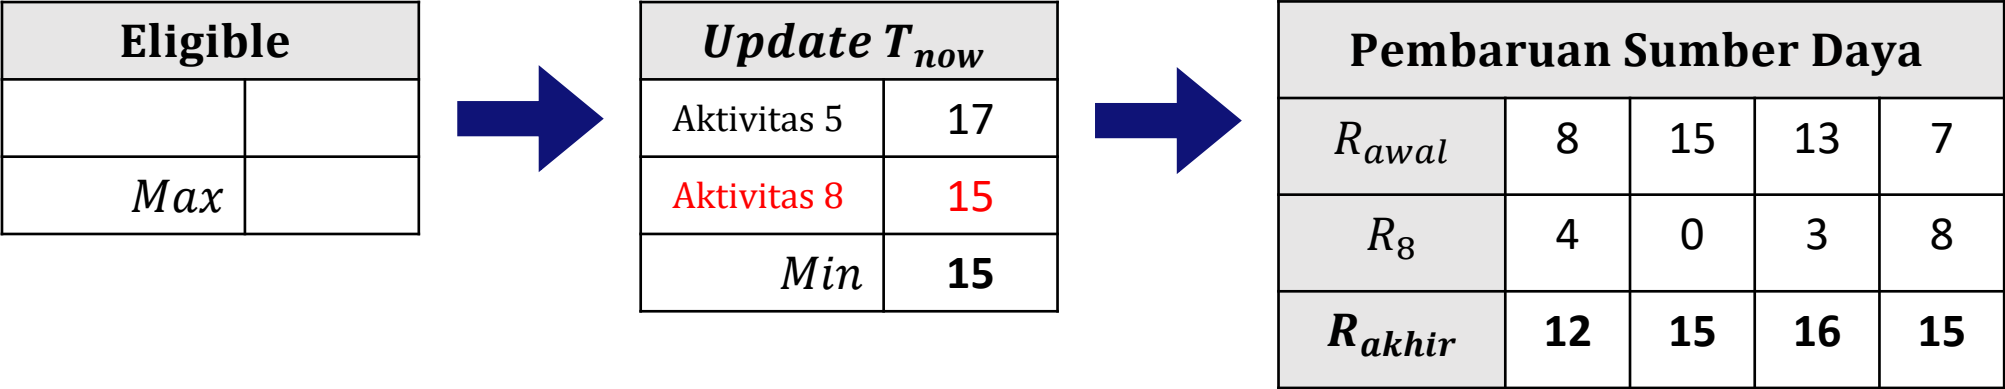 Eligible
Max
Update T_now
Aktivitas 5 17
Aktivitas 8 15
Min 15
Pembaruan Sumber Daya
R_awal 8 15 13 7
R_8 4 0 3 8
R_akhir 12 15 16 15